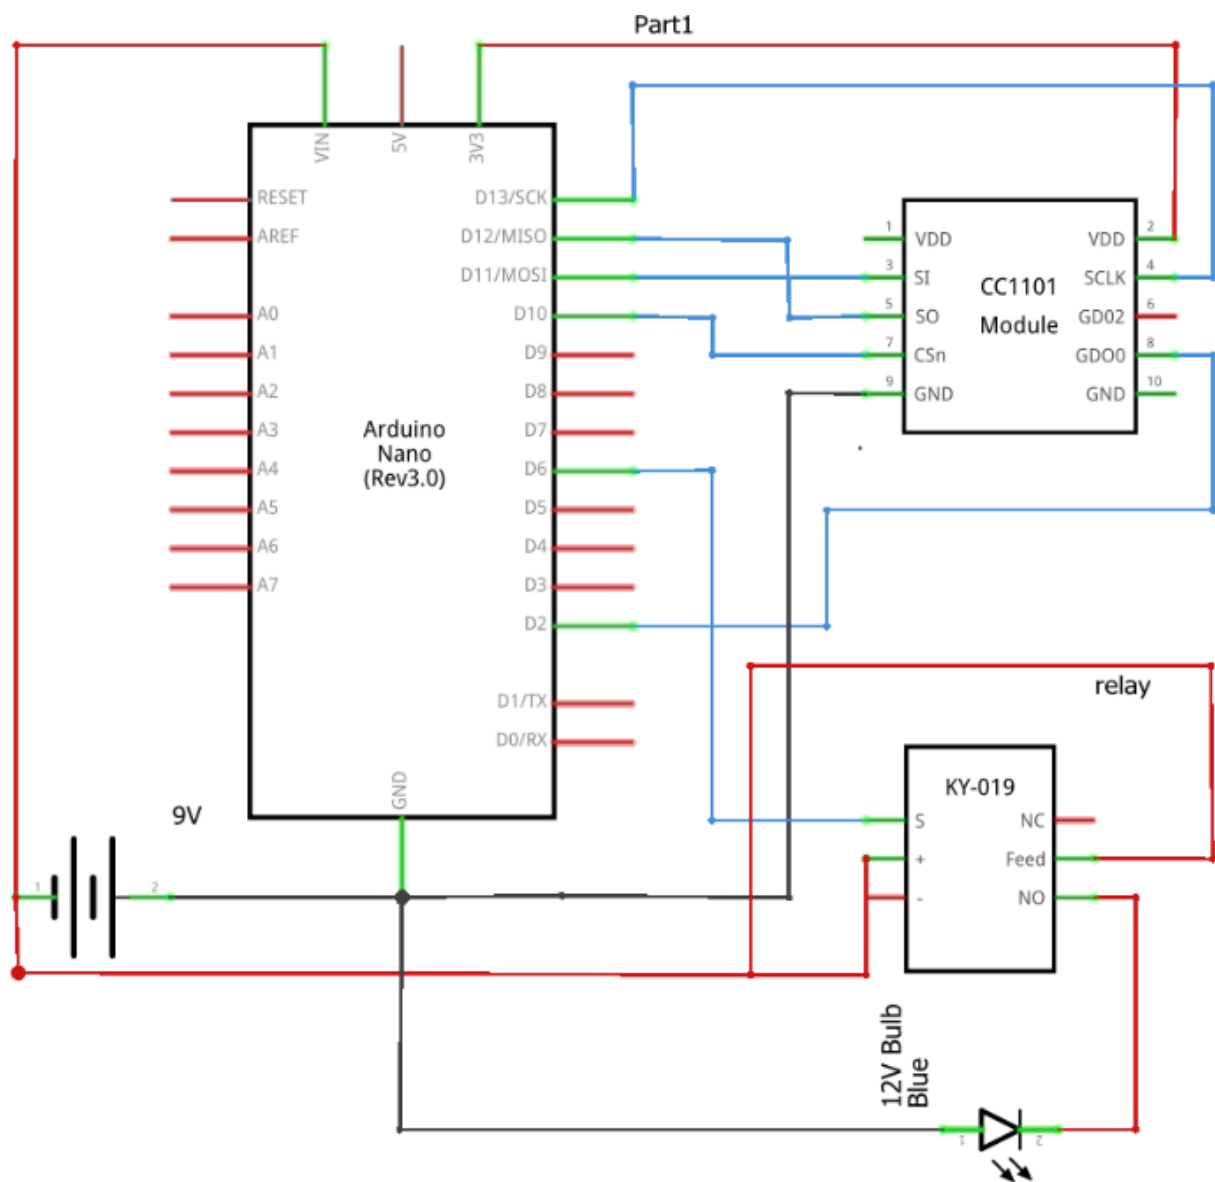 Part1
VIN
5V
3V3
RESET
AREF
A0
A1
A2
A3
A4
A5
A6
A7
D13/SCK
D12/MISO
D11/MOSI
D10
D9
D8
D7
D6
D5
D4
D3
D2
D1/TX
D0/RX
Arduino
Nano
(Rev3.0)
GND
1
VDD
3
SI
5
SO
7
CSn
9
GND
CC1101
Module
2
VDD
4
SCLK
6
GD02
8
GDO0
10
GND
relay
KY-019
S
+
-
NC
Feed
NO
9V
1
2
12V Bulb
Blue
1
2